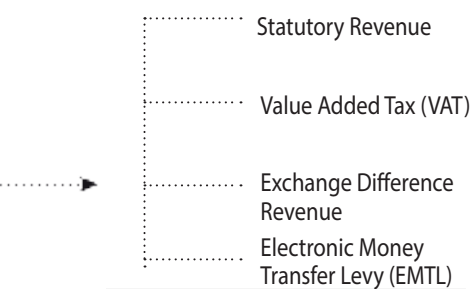 Statutory Revenue
Value Added Tax (VAT)
Exchange Difference
Revenue
Electronic Money
Transfer Levy (EMTL)